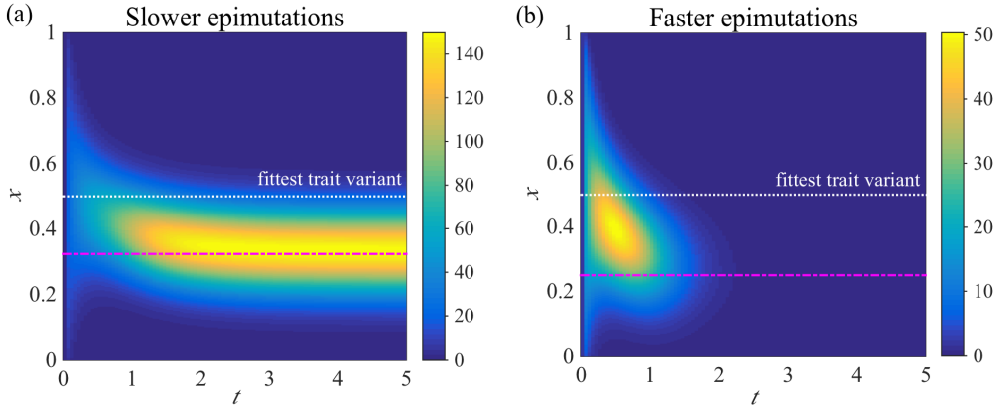 (a)
Slower epimutations
1
0.8
0.6
0.4
0.2
0
x
fittest trait variant
0 1 2 3 4 5
t
140
120
100
80
60
40
20
0
(b)
Faster epimutations
1
0.8
0.6
0.4
0.2
0
x
fittest trait variant
0 1 2 3 4 5
t
50
40
30
20
10
0